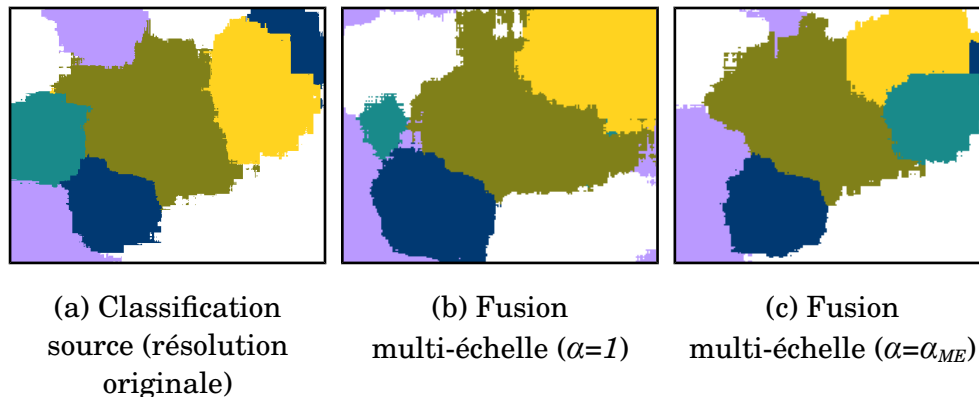 (a) Classification
source (résolution
originale)
(b) Fusion
multi-échelle (α=1)
(c) Fusion
multi-échelle (α=α_ME)